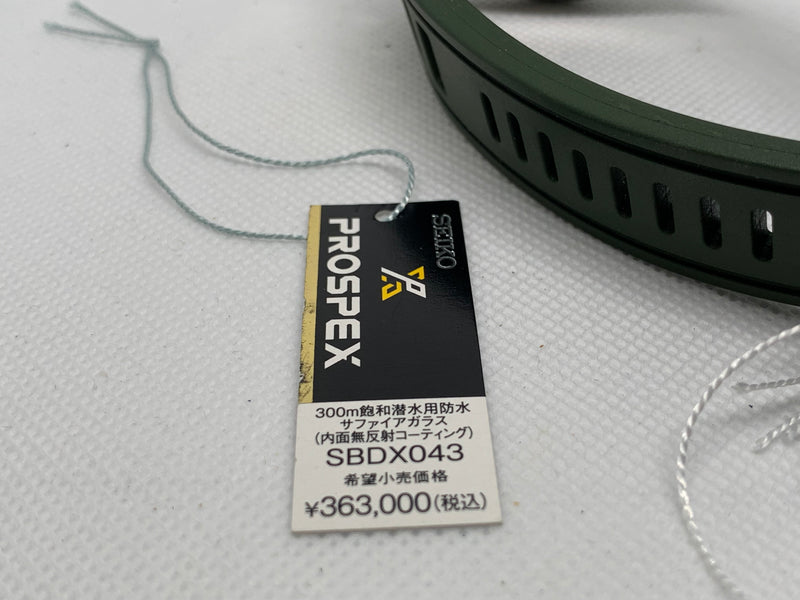 SEIKO
PROSPEX
300m飽和潜水用防水
サファイアガラス
(内面無反射コーティング)
SBDX043
希望小売価格
¥363,000(税込)